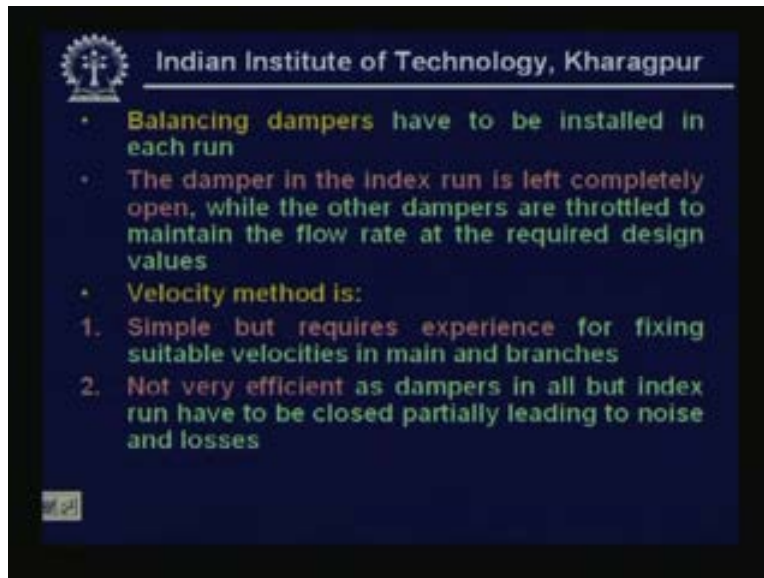 Indian Institute of Technology, Kharagpur
• Balancing dampers have to be installed in
each run
• The damper in the index run is left completely
open, while the other dampers are throttled to
maintain the flow rate at the required design
values
• Velocity method is:
1. Simple but requires experience for fixing
suitable velocities in main and branches
2. Not very efficient as dampers in all but index
run have to be closed partially leading to noise
and losses